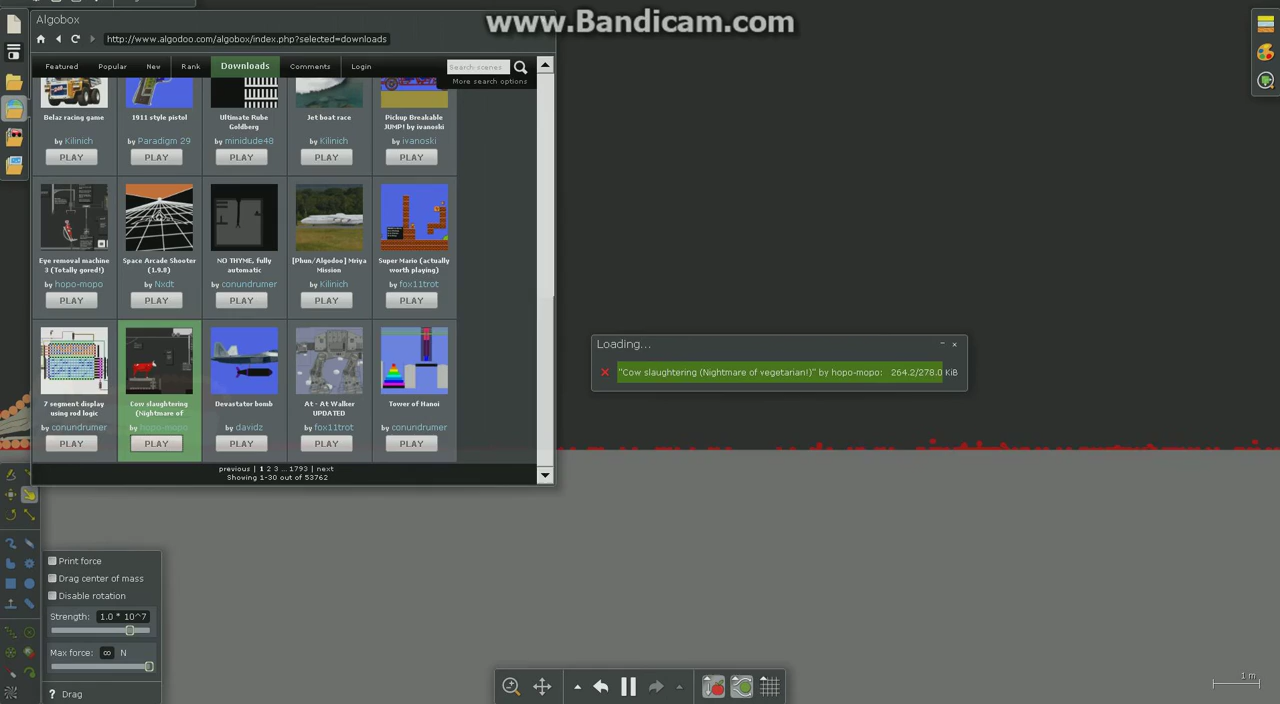 www.Bandicam.com
Algobox
http://www.algodoo.com/algobox/index.php?selected=downloads
Featured Popular New Rank Downloads Comments Login Search scenes
More search options
Belaz racing game
1911 style pistol
Ultimate Rube
Goldberg
Jet boat race
Pickup Breakable
JUMP! by ivanoski
by Kilinich
by Paradigm 29
by minidude48
by Kilinich
by ivanoski
PLAY PLAY PLAY PLAY PLAY
Eye removal machine
3 (Totally gored!)
Space Arcade Shooter
(1.9.8)
NO THYME, fully
automatic
[Phun/Algodoo] Mriya
Mission
Super Mario (actually
worth playing)
by hopo-mopo
by Nxdt
by conundrumer
by Kilinich
by fox11trot
PLAY PLAY PLAY PLAY PLAY
Loading...
"Cow slaughtering (Nightmare of vegetarian!)" by hopo-mopo: 264.2/278.0 KiB
7 segment display
using rod logic
Cow slaughtering
(Nightmare of
Devastator bomb
At - At Walker
UPDATED
Tower of Hanoi
by conundrumer
by hopo-mopo
by davidz
by fox11trot
by conundrumer
PLAY PLAY PLAY PLAY PLAY
previous | 1 2 3 ... 1793 | next
Showing 1-30 out of 53762
Print force
Drag center of mass
Disable rotation
Strength: 1.0 * 10^7
Max force: ∞ N
? Drag
1 m